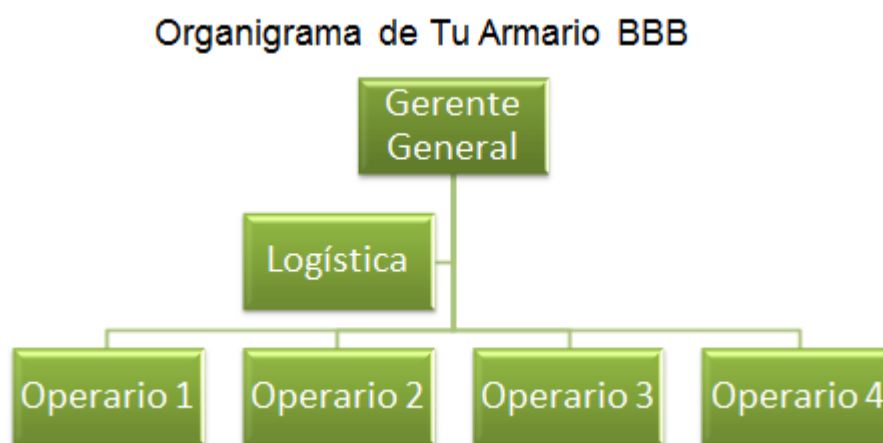 Organigrama de Tu Armario BBB
Gerente
General
Logística
Operario 1
Operario 2
Operario 3
Operario 4